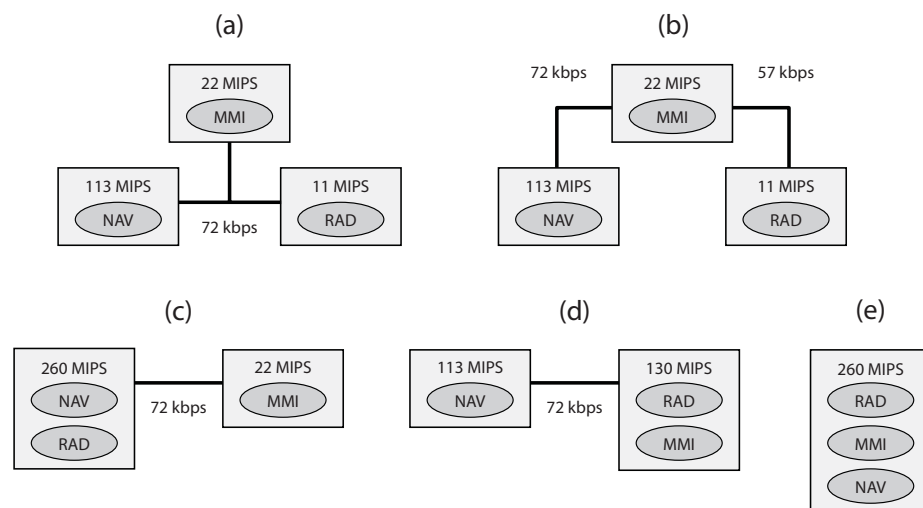 (a)
22 MIPS
MMI
113 MIPS
NAV
72 kbps
11 MIPS
RAD
(b)
72 kbps
22 MIPS
MMI
57 kbps
113 MIPS
NAV
11 MIPS
RAD
(c)
260 MIPS
NAV
RAD
72 kbps
22 MIPS
MMI
(d)
113 MIPS
NAV
72 kbps
130 MIPS
RAD
MMI
(e)
260 MIPS
RAD
MMI
NAV